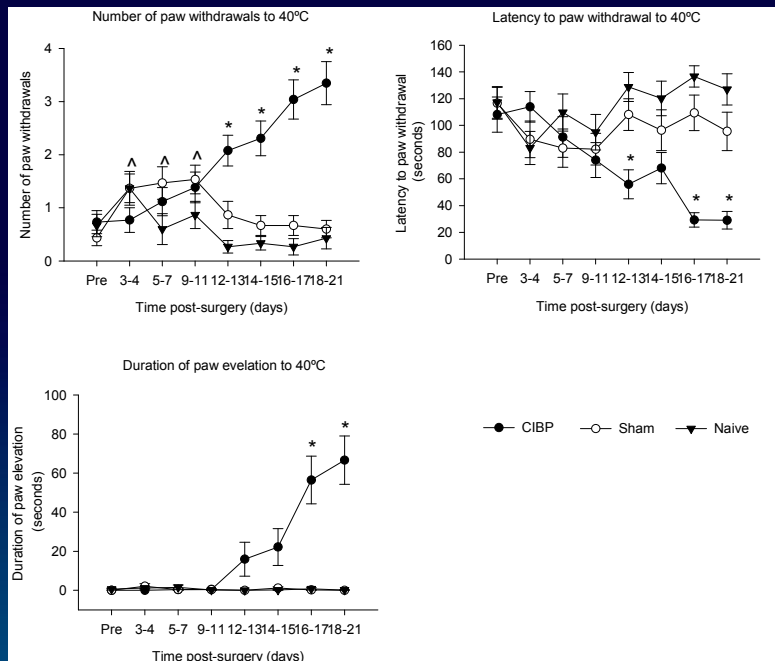 Number of paw withdrawals to 40ºC
Number of paw withdrawals
4
3
2
1
0
^ ^ ^ * * * *
Pre 3-4 5-7 9-11 12-13 14-15 16-17 18-21
Time post-surgery (days)
Latency to paw withdrawal to 40ºC
Latency to paw withdrawal
(seconds)
160
140
120
100
80
60
40
20
0
* * *
Pre 3-4 5-7 9-11 12-13 14-15 16-17 18-21
Time post-surgery (days)
Duration of paw evelation to 40ºC
Duration of paw elevation
(seconds)
100
80
60
40
20
0
* *
Pre 3-4 5-7 9-11 12-13 14-15 16-17 18-21
Time post-surgery (days)
CIBP Sham Naive